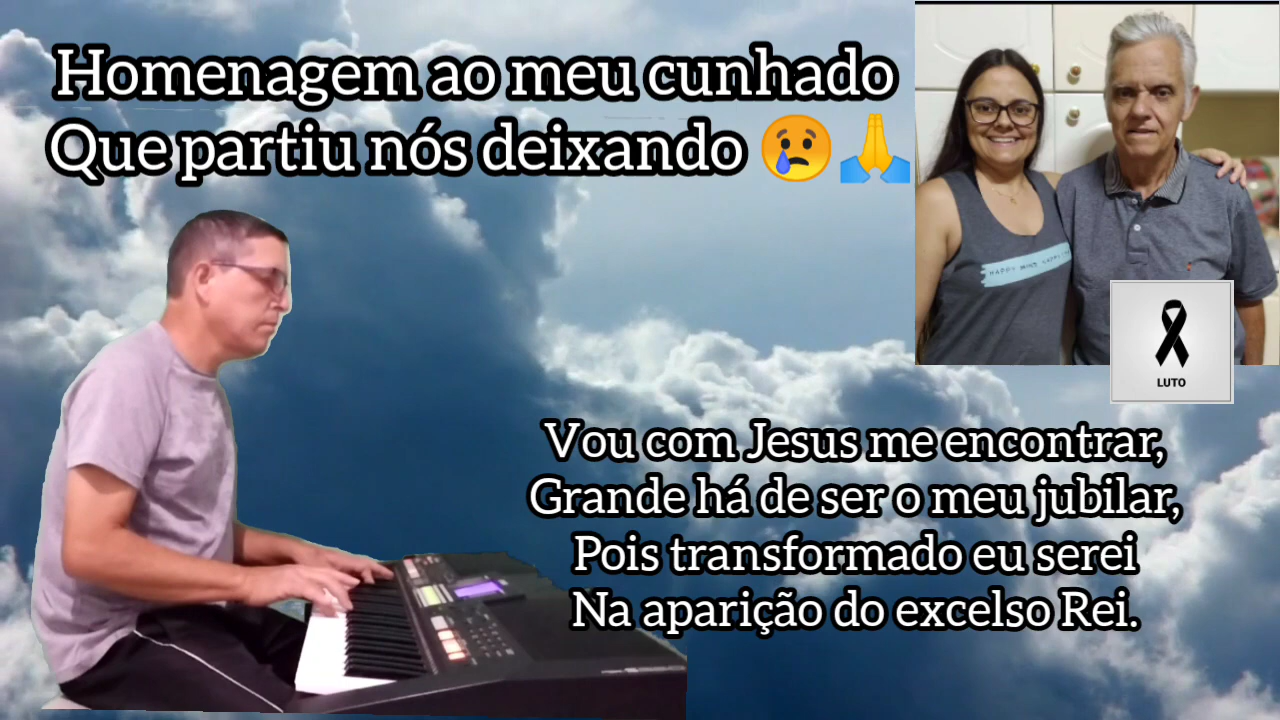 Homenagem ao meu cunhado
Que partiu nós deixando 😢🙏
LUTO
Vou com Jesus me encontrar,
Grande há de ser o meu jubilar,
Pois transformado eu serei
Na aparição do excelso Rei.